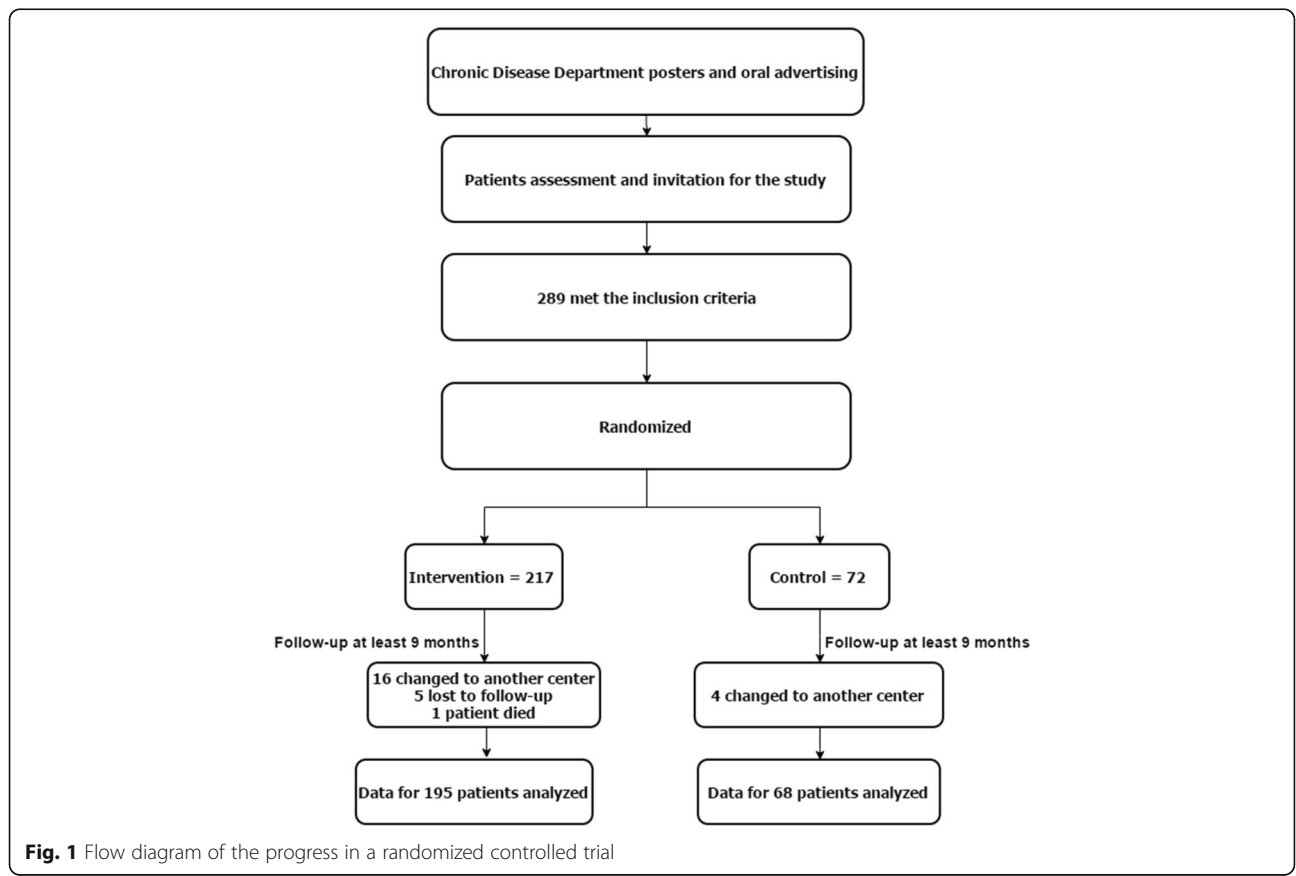 Chronic Disease Department posters and oral advertising
Patients assessment and invitation for the study
289 met the inclusion criteria
Randomized
Intervention = 217
Control = 72
Follow-up at least 9 months
Follow-up at least 9 months
16 changed to another center
5 lost to follow-up
1 patient died
4 changed to another center
Data for 195 patients analyzed
Data for 68 patients analyzed
Fig. 1 Flow diagram of the progress in a randomized controlled trial